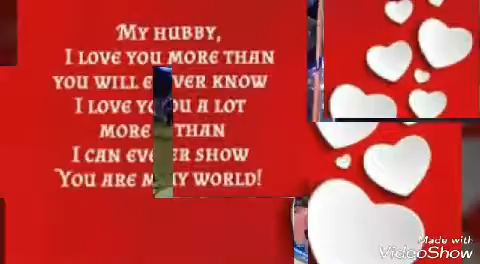 My hubby,
I love you more than
you will ever know
I love you a lot
more than
I can ever show
You are my world!
Made with
VideoShow